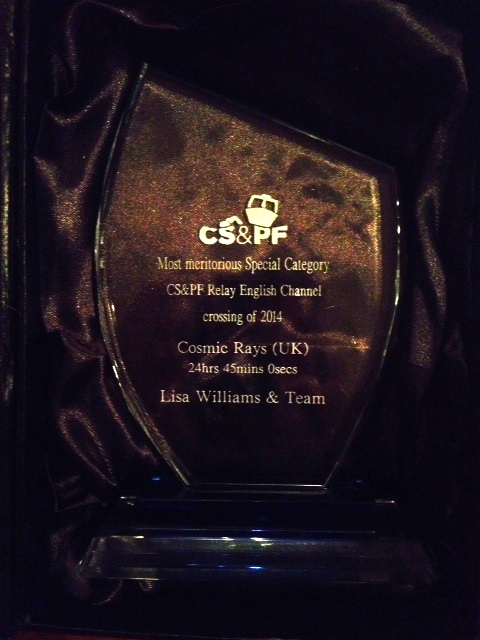 CS&PF
Most meritorious Special Category
CS&PF Relay English Channel
crossing of 2014
Cosmic Rays (UK)
24hrs 45mins 0secs
Lisa Williams & Team